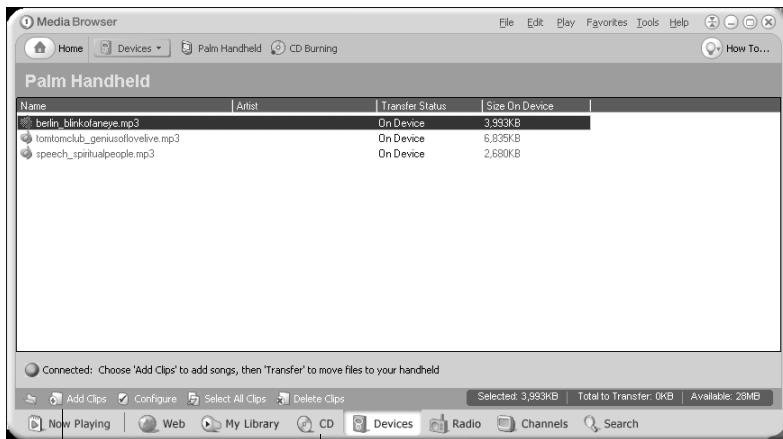 Media Browser File Edit Play Favorites Tools Help
Home Devices Palm Handheld CD Burning How To...
Palm Handheld
Name Artist Transfer Status Size On Device
berlin_blinkofaneye.mp3 On Device 3,993KB
tomtomclub_geniusoflovelive.mp3 On Device 6,835KB
speech_spiritualpeople.mp3 On Device 2,680KB
Connected: Choose 'Add Clips' to add songs, then 'Transfer' to move files to your handheld
Add Clips Configure Select All Clips Delete Clips Selected: 3,993KB Total to Transfer: 0KB Available: 28MB
Now Playing Web My Library CD Devices Radio Channels Search